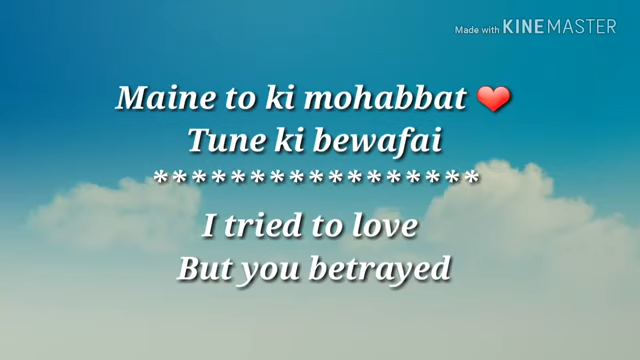 Made with KINEMASTER
Maine to ki mohabbat ❤
Tune ki bewafai
*****************
I tried to love
But you betrayed